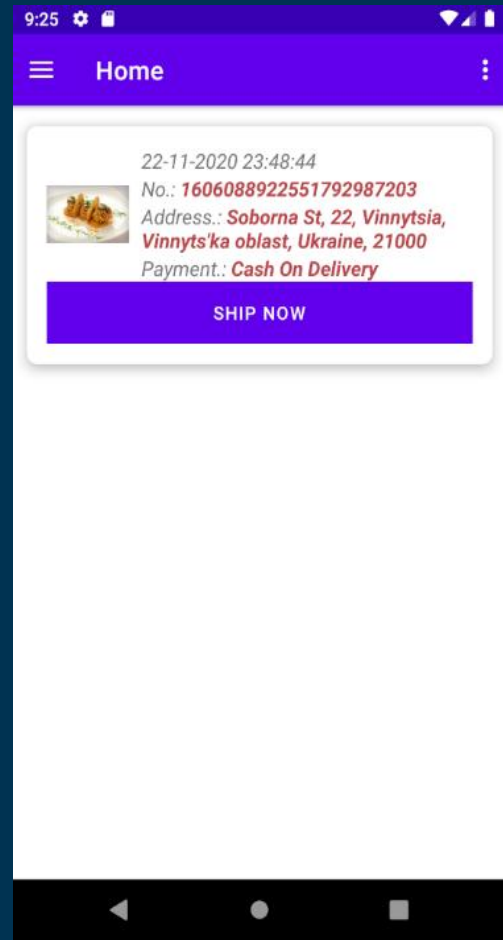 9:25
Home
22-11-2020 23:48:44
No.: 1606088922551792987203
Address.: Soborna St, 22, Vinnytsia,
Vinnyts'ka oblast, Ukraine, 21000
Payment.: Cash On Delivery
SHIP NOW